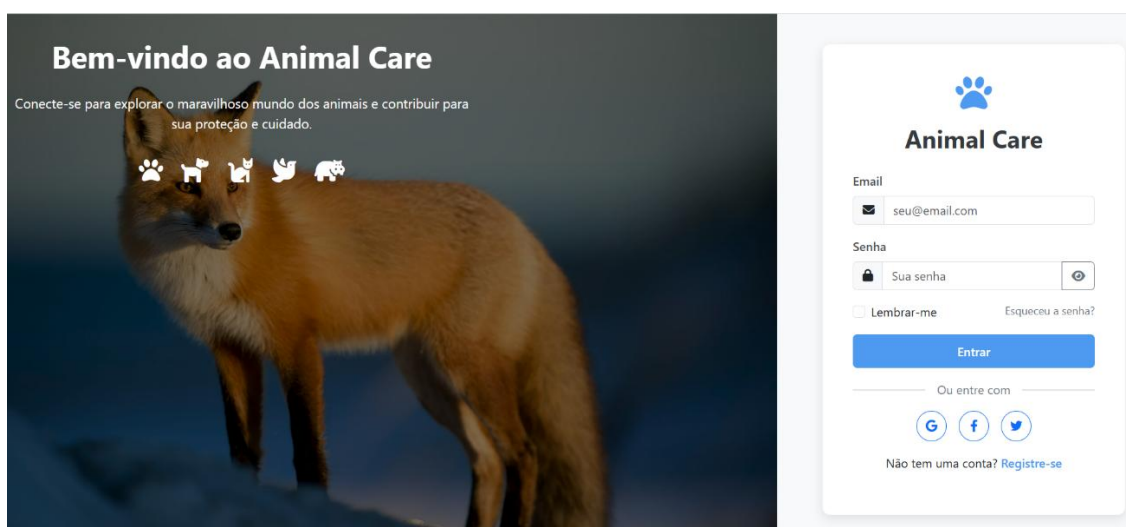 Bem-vindo ao Animal Care
Conecte-se para explorar o maravilhoso mundo dos animais e contribuir para
sua proteção e cuidado.
Animal Care
Email
seu@email.com
Senha
Sua senha
Lembrar-me
Esqueceu a senha?
Entrar
Ou entre com
Não tem uma conta? Registre-se